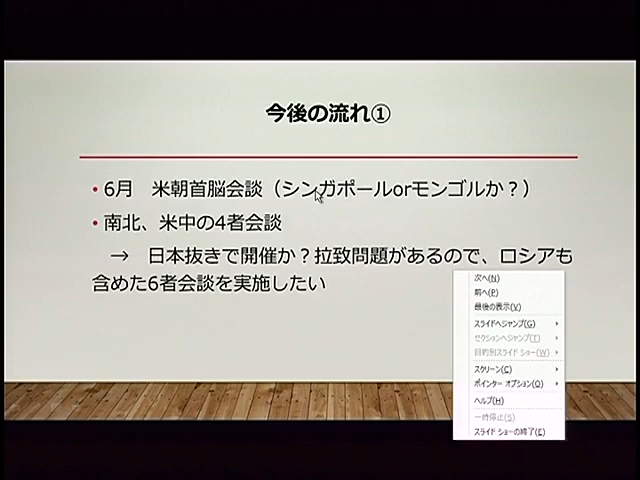 今後の流れ①
• 6月　米朝首脳会談（シンガポールorモンゴルか？）
• 南北、米中の4者会談
→　日本抜きで開催か？拉致問題があるので、ロシアも
含めた6者会談を実施したい
次へ(N)
前へ(P)
最後の表示(V)
スライドへジャンプ(G)
セクションへジャンプ(T)
目的別スライド ショー(W)
スクリーン(C)
ポインター オプション(O)
ヘルプ(H)
一時停止(S)
スライド ショーの終了(E)